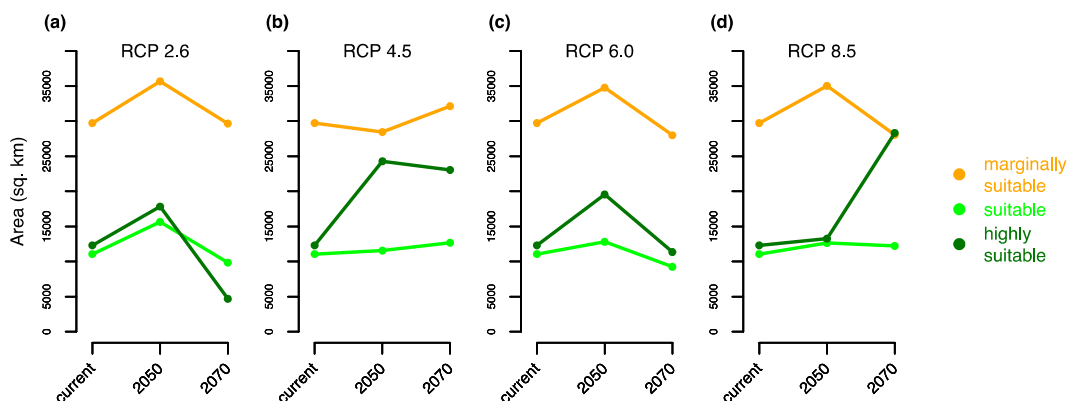 (a)
RCP 2.6
(b)
RCP 4.5
(c)
RCP 6.0
(d)
RCP 8.5
Area (sq. km)
35000
25000
15000
5000
0
current
2050
2070
35000
25000
15000
5000
0
current
2050
2070
35000
25000
15000
5000
0
current
2050
2070
35000
25000
15000
5000
0
current
2050
2070
marginally
suitable
suitable
highly
suitable